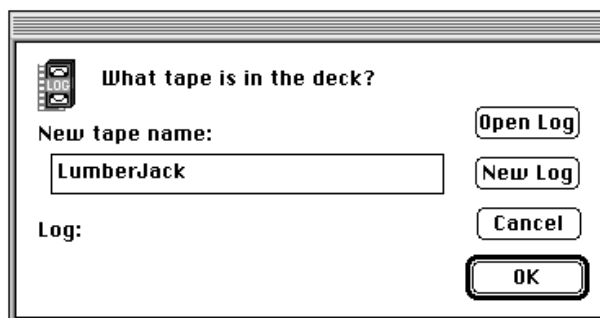 LOG
What tape is in the deck?
New tape name:
LumberJack
Log:
Open Log
New Log
Cancel
OK